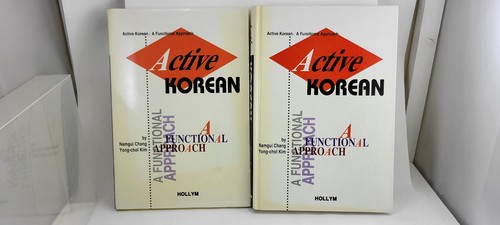 Active Korean : A Functional Approach
Active
KOREAN
A FUNCTIONAL
APPROACH
A
FUNCTIONAL
APPROACH
by
Namgui Chang
Yong-chol Kim
HOLLYM
Active Korean : A Functional Approach
Active
KOREAN
A FUNCTIONAL
APPROACH
A
FUNCTIONAL
APPROACH
by
Namgui Chang
Yong-chol Kim
HOLLYM